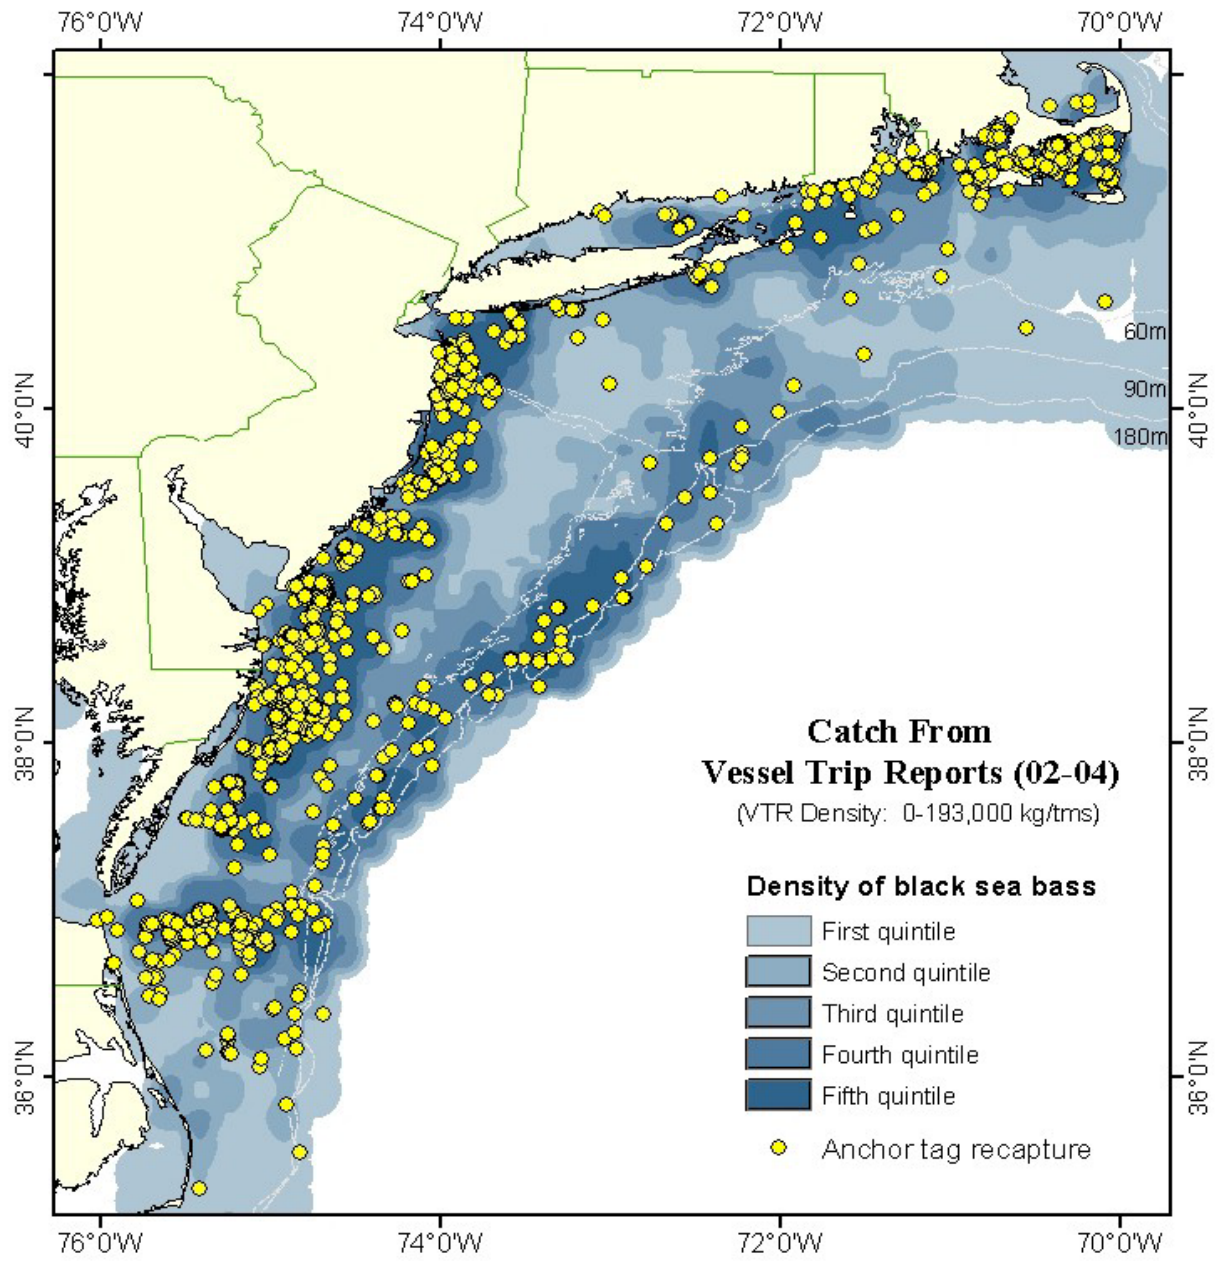 76°0'W 74°0'W 72°0'W 70°0'W
60m
90m
40°0'N 40°0'N
180m
Catch From
38°0'N 38°0'N
Vessel Trip Reports (02-04)
(VTR Density: 0-193,000 kg/tms)
Density of black sea bass
First quintile
Second quintile
Third quintile
Fourth quintile
36°0'N 36°0'N
Fifth quintile
Anchor tag recapture
76°0'W 74°0'W 72°0'W 70°0'W